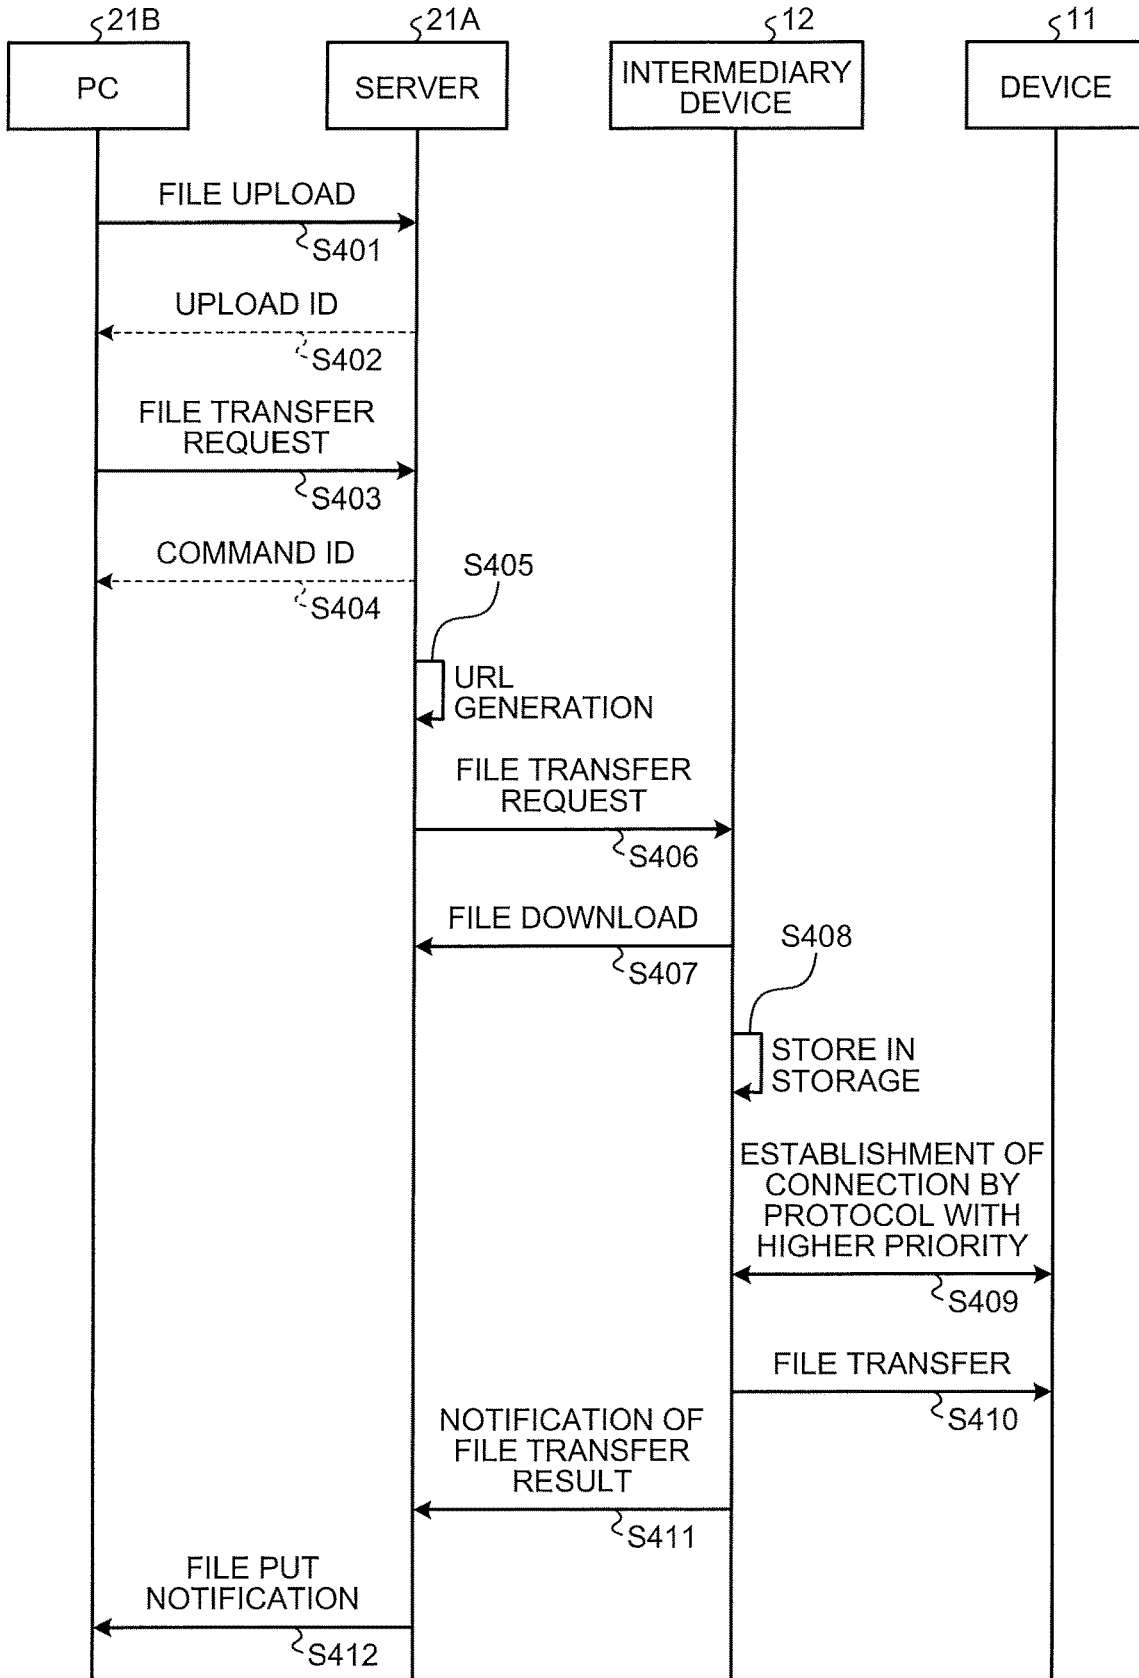 21B
21A
12
11
PC
SERVER
INTERMEDIARY
DEVICE
DEVICE
FILE UPLOAD
S401
UPLOAD ID
S402
FILE TRANSFER
REQUEST
S403
COMMAND ID
S404
S405
URL
GENERATION
FILE TRANSFER
REQUEST
S406
FILE DOWNLOAD
S407
S408
STORE IN
STORAGE
ESTABLISHMENT OF
CONNECTION BY
PROTOCOL WITH
HIGHER PRIORITY
S409
FILE TRANSFER
S410
NOTIFICATION OF
FILE TRANSFER
RESULT
S411
FILE PUT
NOTIFICATION
S412